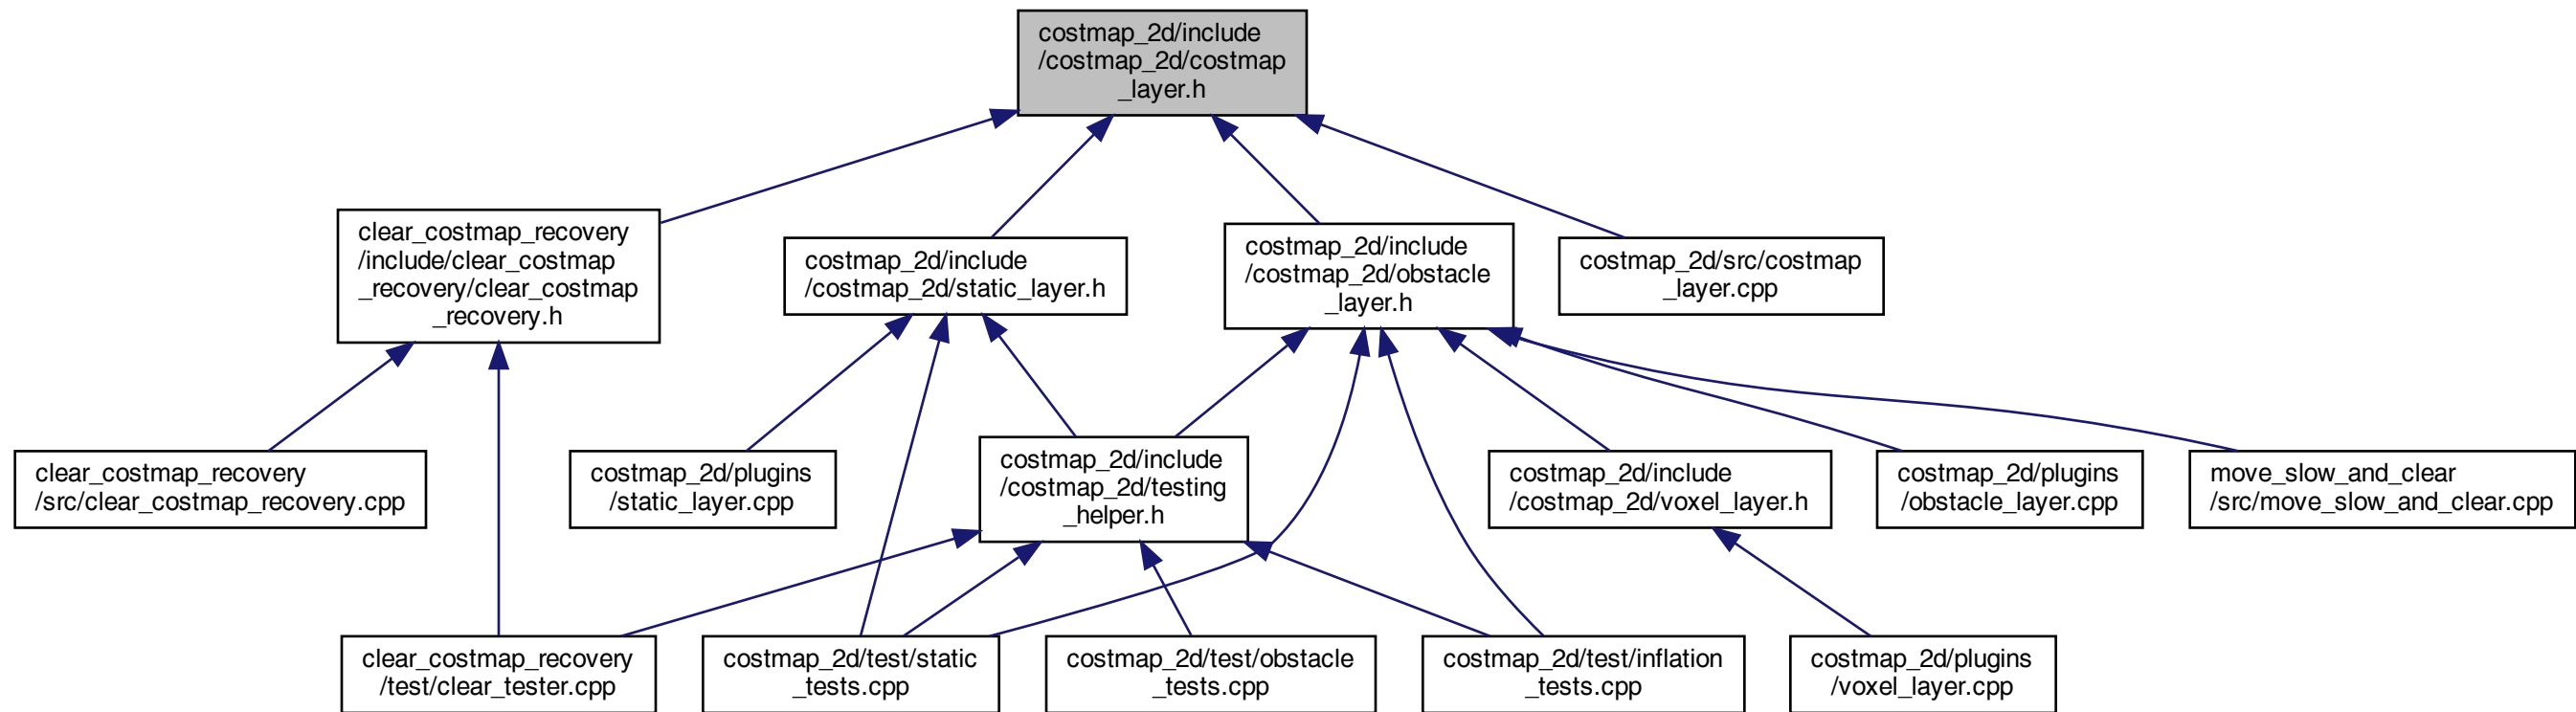 costmap_2d/include
/costmap_2d/costmap
_layer.h
clear_costmap_recovery
/include/clear_costmap
_recovery/clear_costmap
_recovery.h
costmap_2d/include
/costmap_2d/static_layer.h
costmap_2d/include
/costmap_2d/obstacle
_layer.h
costmap_2d/src/costmap
_layer.cpp
clear_costmap_recovery
/src/clear_costmap_recovery.cpp
costmap_2d/plugins
/static_layer.cpp
costmap_2d/include
/costmap_2d/testing
_helper.h
costmap_2d/include
/costmap_2d/voxel_layer.h
costmap_2d/plugins
/obstacle_layer.cpp
move_slow_and_clear
/src/move_slow_and_clear.cpp
clear_costmap_recovery
/test/clear_tester.cpp
costmap_2d/test/static
_tests.cpp
costmap_2d/test/obstacle
_tests.cpp
costmap_2d/test/inflation
_tests.cpp
costmap_2d/plugins
/voxel_layer.cpp